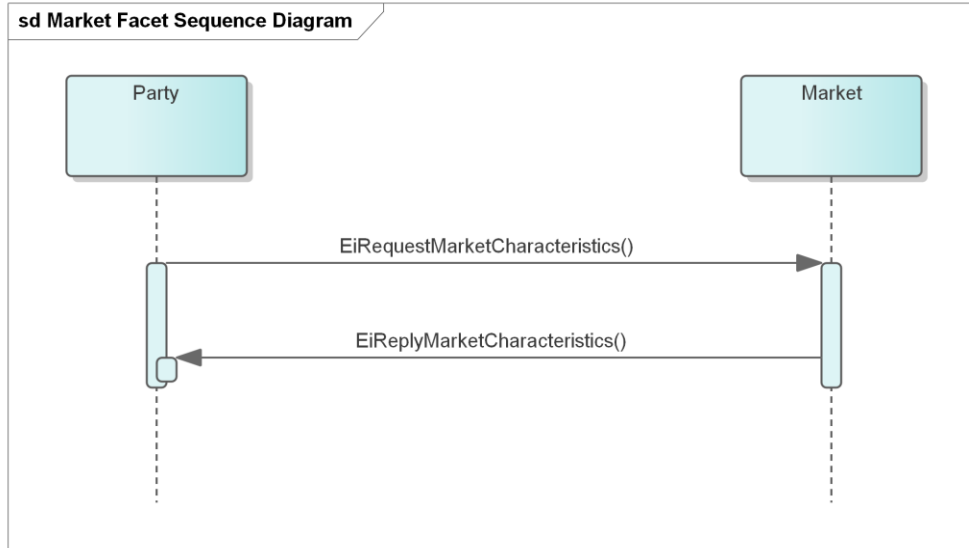 sd Market Facet Sequence Diagram
Party
Market
EiRequestMarketCharacteristics()
EiReplyMarketCharacteristics()